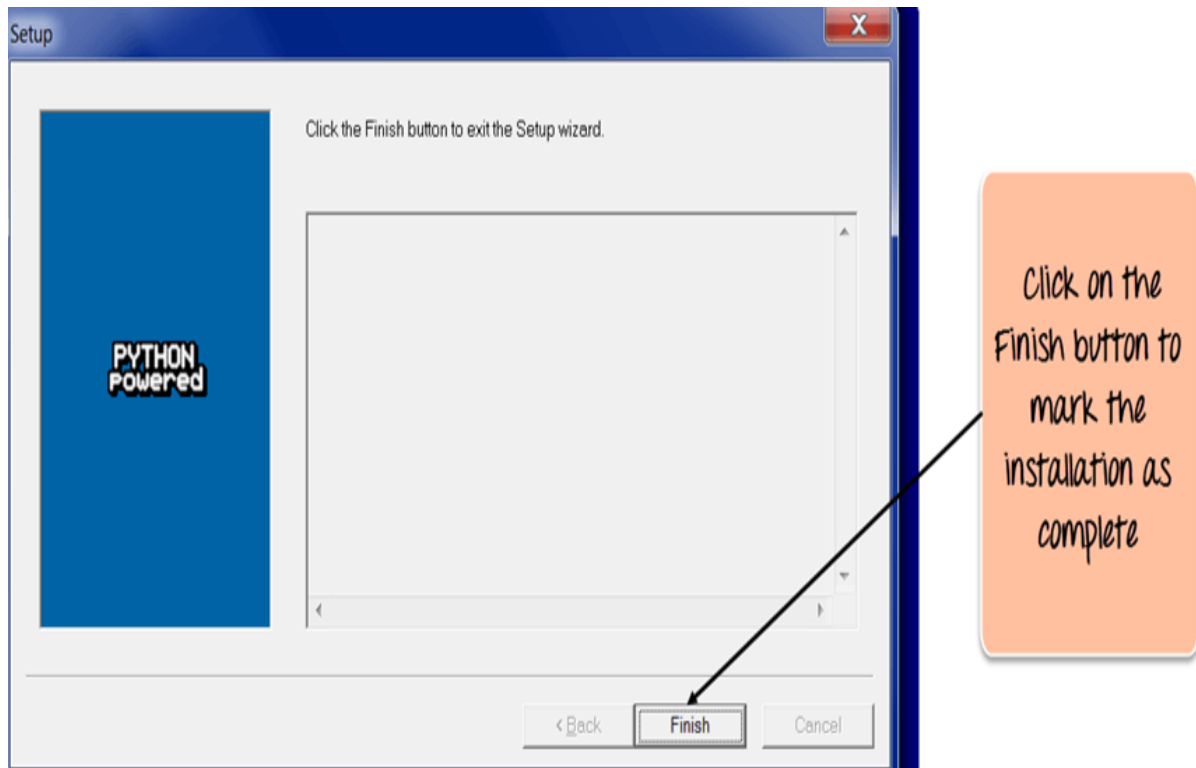 Setup
X
Click the Finish button to exit the Setup wizard.
PYTHON
Powered
Click on the
Finish button to
mark the
installation as
complete
< Back
Finish
Cancel